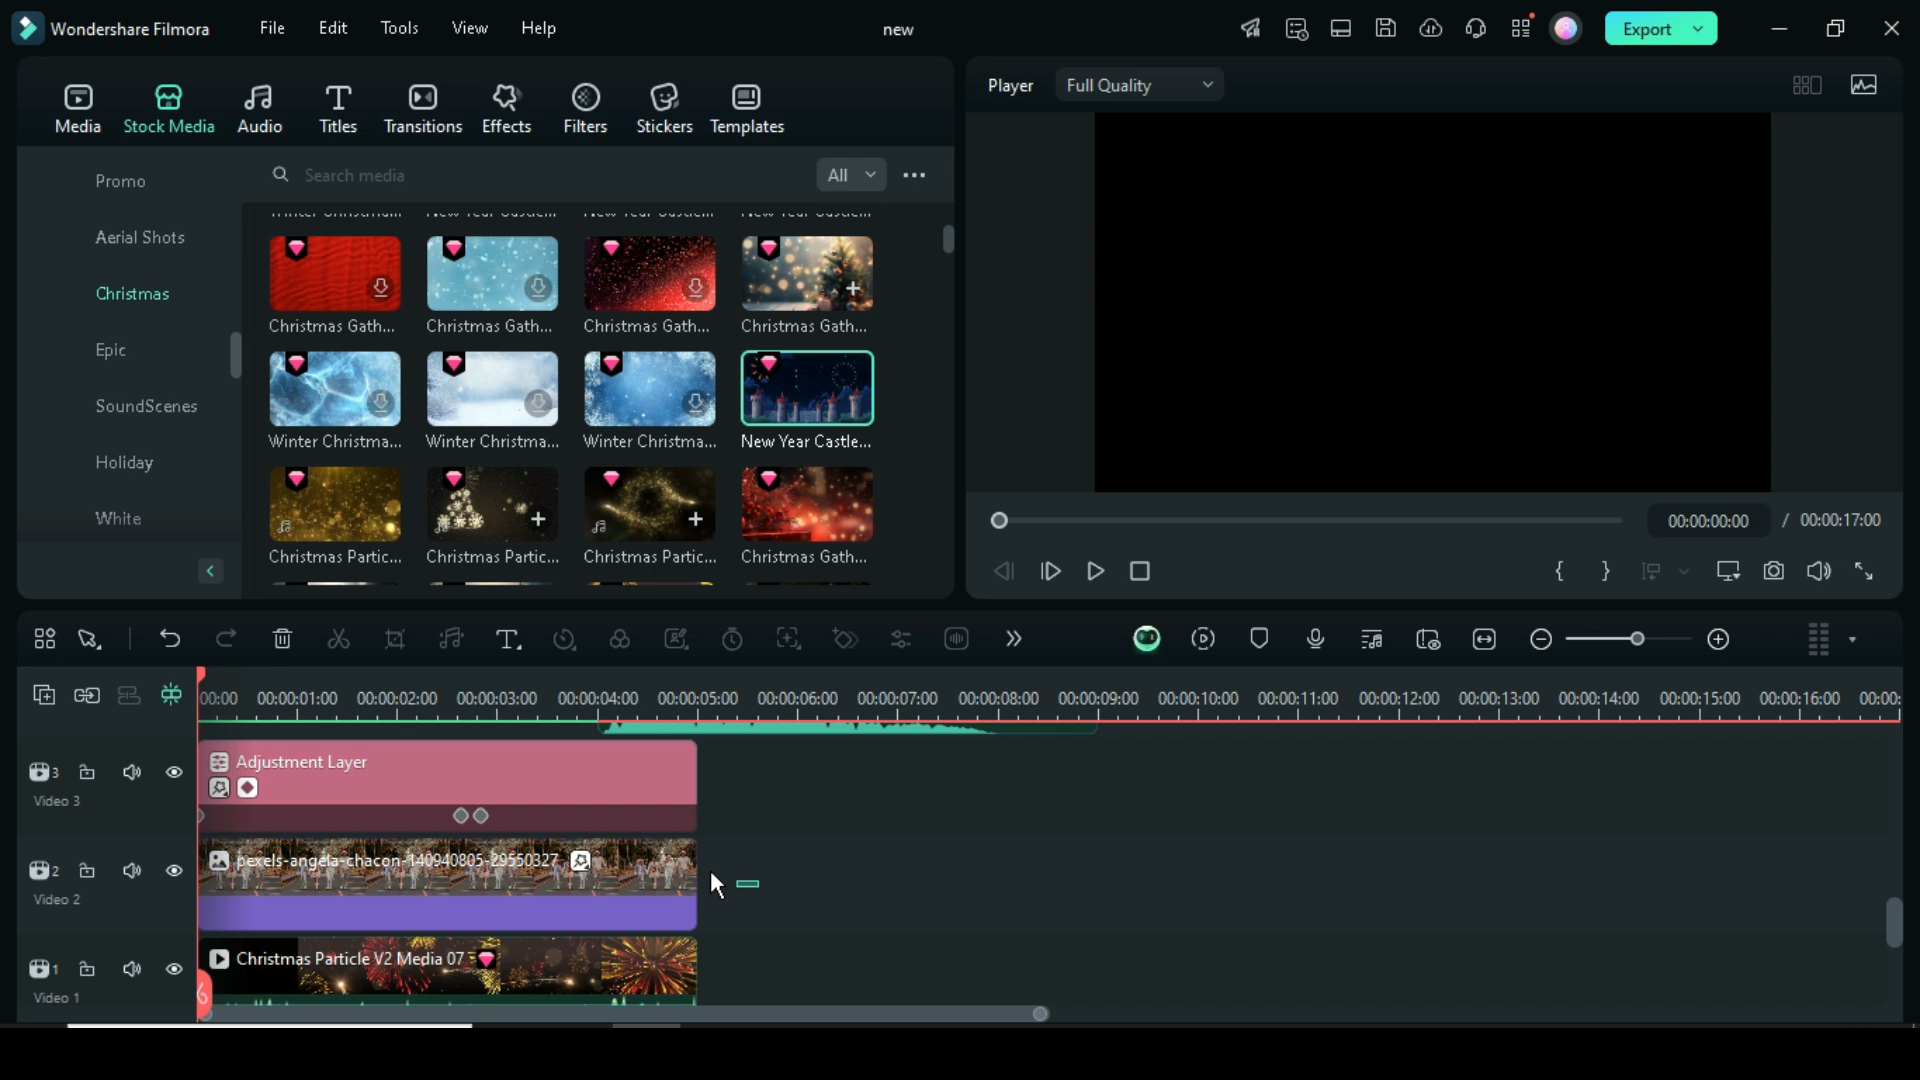 Wondershare Filmora File Edit Tools View Help new Export
Media Stock Media Audio Titles Transitions Effects Filters Stickers Templates
Player Full Quality
Promo
Aerial Shots
Christmas
Epic
SoundScenes
Holiday
White
Search media All
Christmas Gath... Christmas Gath... Christmas Gath... Christmas Gath...
Winter Christma... Winter Christma... Winter Christma... New Year Castle...
Christmas Partic... Christmas Partic... Christmas Partic... Christmas Gath...
00:00:00:00 / 00:00:17:00
00:00 00:00:01:00 00:00:02:00 00:00:03:00 00:00:04:00 00:00:05:00 00:00:06:00 00:00:07:00 00:00:08:00 00:00:09:00 00:00:10:00 00:00:11:00 00:00:12:00 00:00:13:00 00:00:14:00 00:00:15:00 00:00:16:00 00:00:
3
Video 3
Adjustment Layer
2
Video 2
pexels-angela-chacon-140940805-29550327
1
Video 1
Christmas Particle V2 Media 07